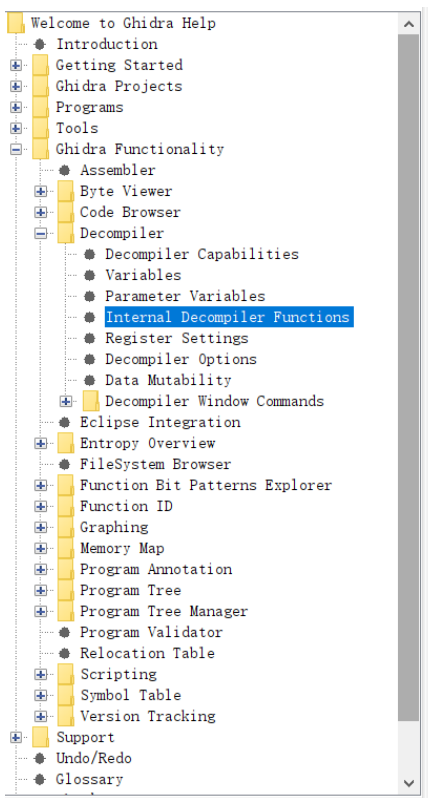 Welcome to Ghidra Help
Introduction
Getting Started
Ghidra Projects
Programs
Tools
Ghidra Functionality
Assembler
Byte Viewer
Code Browser
Decompiler
Decompiler Capabilities
Variables
Parameter Variables
Internal Decompiler Functions
Register Settings
Decompiler Options
Data Mutability
Decompiler Window Commands
Eclipse Integration
Entropy Overview
FileSystem Browser
Function Bit Patterns Explorer
Function ID
Graphing
Memory Map
Program Annotation
Program Tree
Program Tree Manager
Program Validator
Relocation Table
Scripting
Symbol Table
Version Tracking
Support
Undo/Redo
Glossary